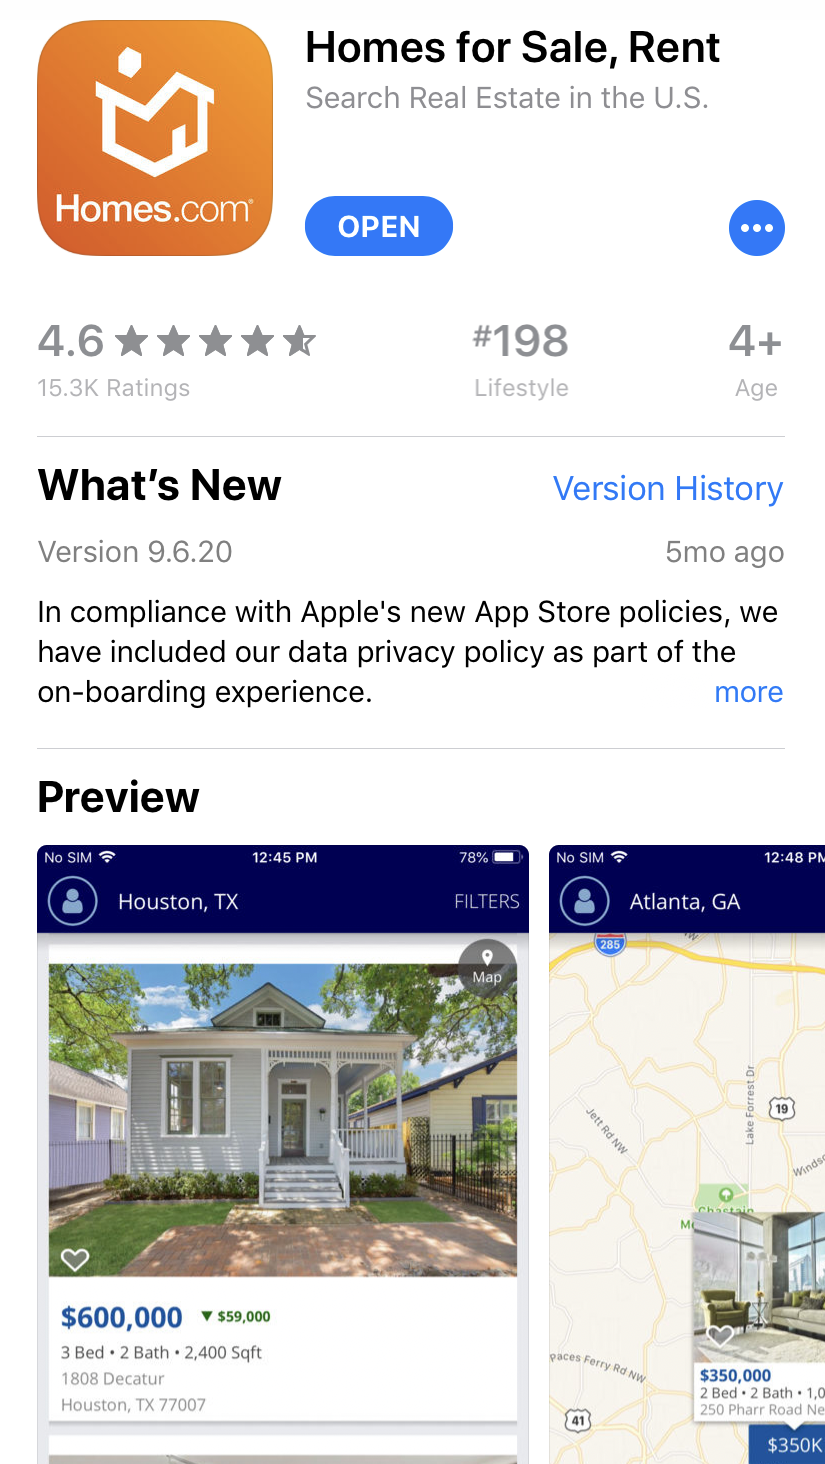 Homes for Sale, Rent
Search Real Estate in the U.S.
Homes.com®
OPEN
4.6
#198
4+
15.3K Ratings
Lifestyle
Age
What's New
Version History
Version 9.6.20
5mo ago
In compliance with Apple's new App Store policies, we
have included our data privacy policy as part of the
on-boarding experience.
more
Preview
No SIM
12:45 PM
78%
Houston, TX
FILTERS
Map
$600,000
▼ $59,000
3 Bed • 2 Bath • 2,400 Sqft
1808 Decatur
Houston, TX 77007
No SIM
12:48 PM
Atlanta, GA
285
NW
Lake Forrest Dr
19
Jett Rd NW
Windso
Chastain
Me
$350,000
2 Bed • 2 Bath • 1,0
250 Pharr Road Ne
paces Ferry Rd NW
41
$350K